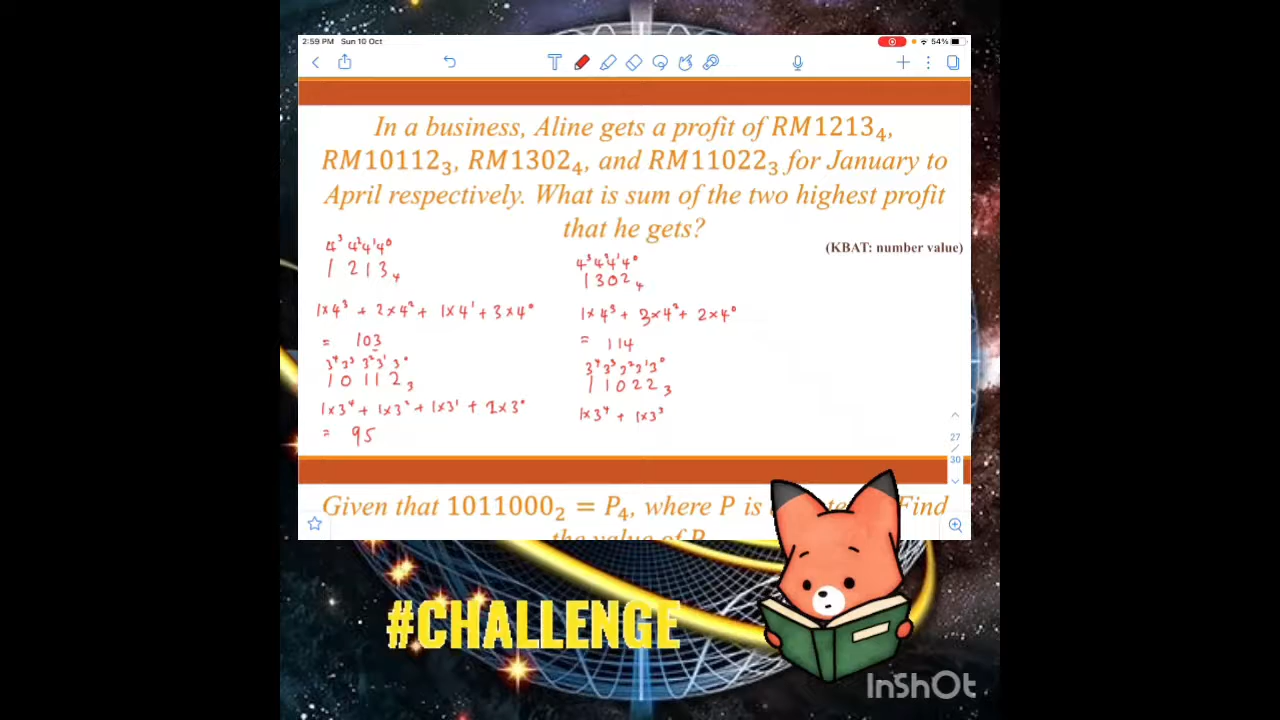 2:59 PM Sun 10 Oct
54%
In a business, Aline gets a profit of RM1213₄,
RM10112₃, RM1302₄, and RM11022₃ for January to
April respectively. What is sum of the two highest profit
that he gets?
(KBAT: number value)
4³ 4² 4¹ 4⁰
1 2 1 3₄
1×4³ + 2×4² + 1×4¹ + 3×4⁰
= 103
3⁴ 3³ 3² 3¹ 3⁰
1 0 1 1 2₃
1×3⁴ + 1×3² + 1×3¹ + 2×3⁰
= 95
4³ 4² 4¹ 4⁰
1 3 0 2₄
1×4³ + 3×4² + 2×4⁰
= 114
3⁴ 3³ 3² 3¹ 3⁰
1 1 0 2 2₃
1×3⁴ + 1×3³
27
/
30
Given that 1011000₂ = P₄, where P is Find
the value of P
#CHALLENGE
InShOt